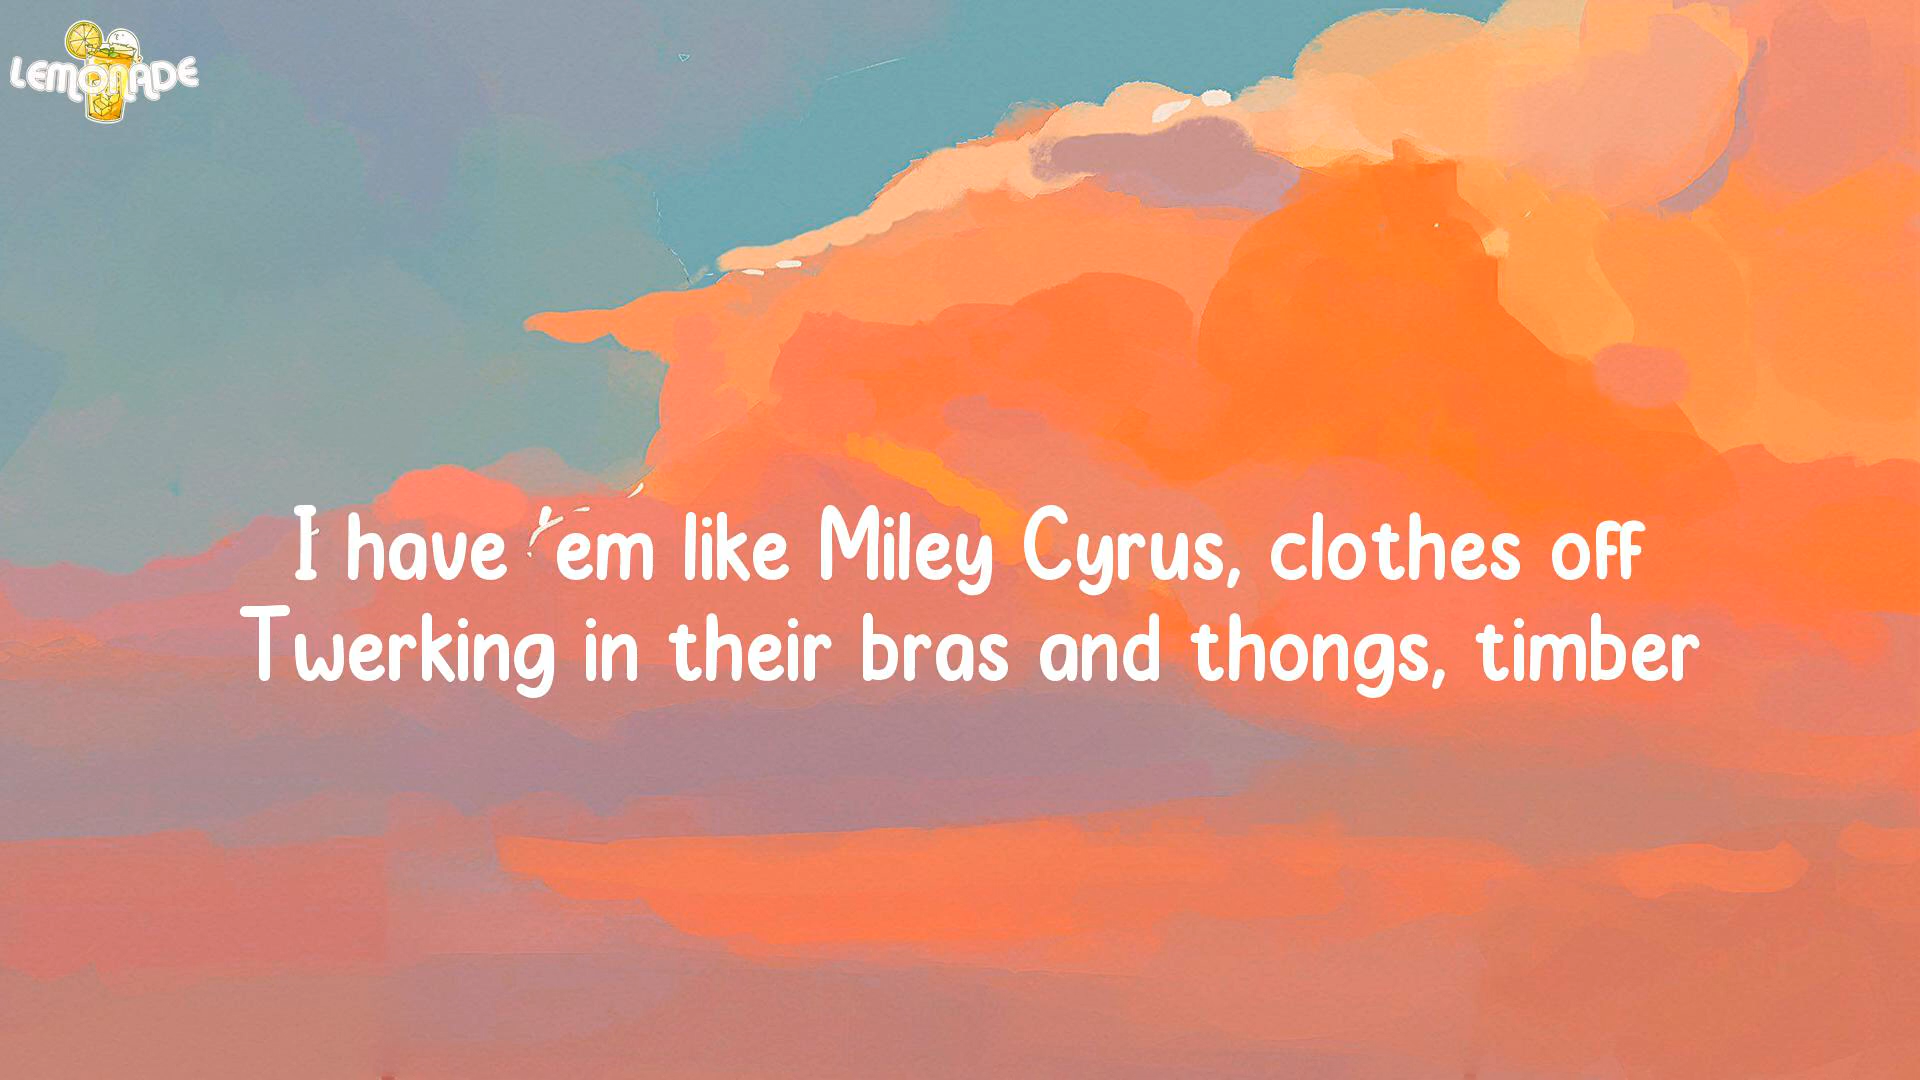 LEMONADE
I have 'em like Miley Cyrus, clothes off
Twerking in their bras and thongs, timber